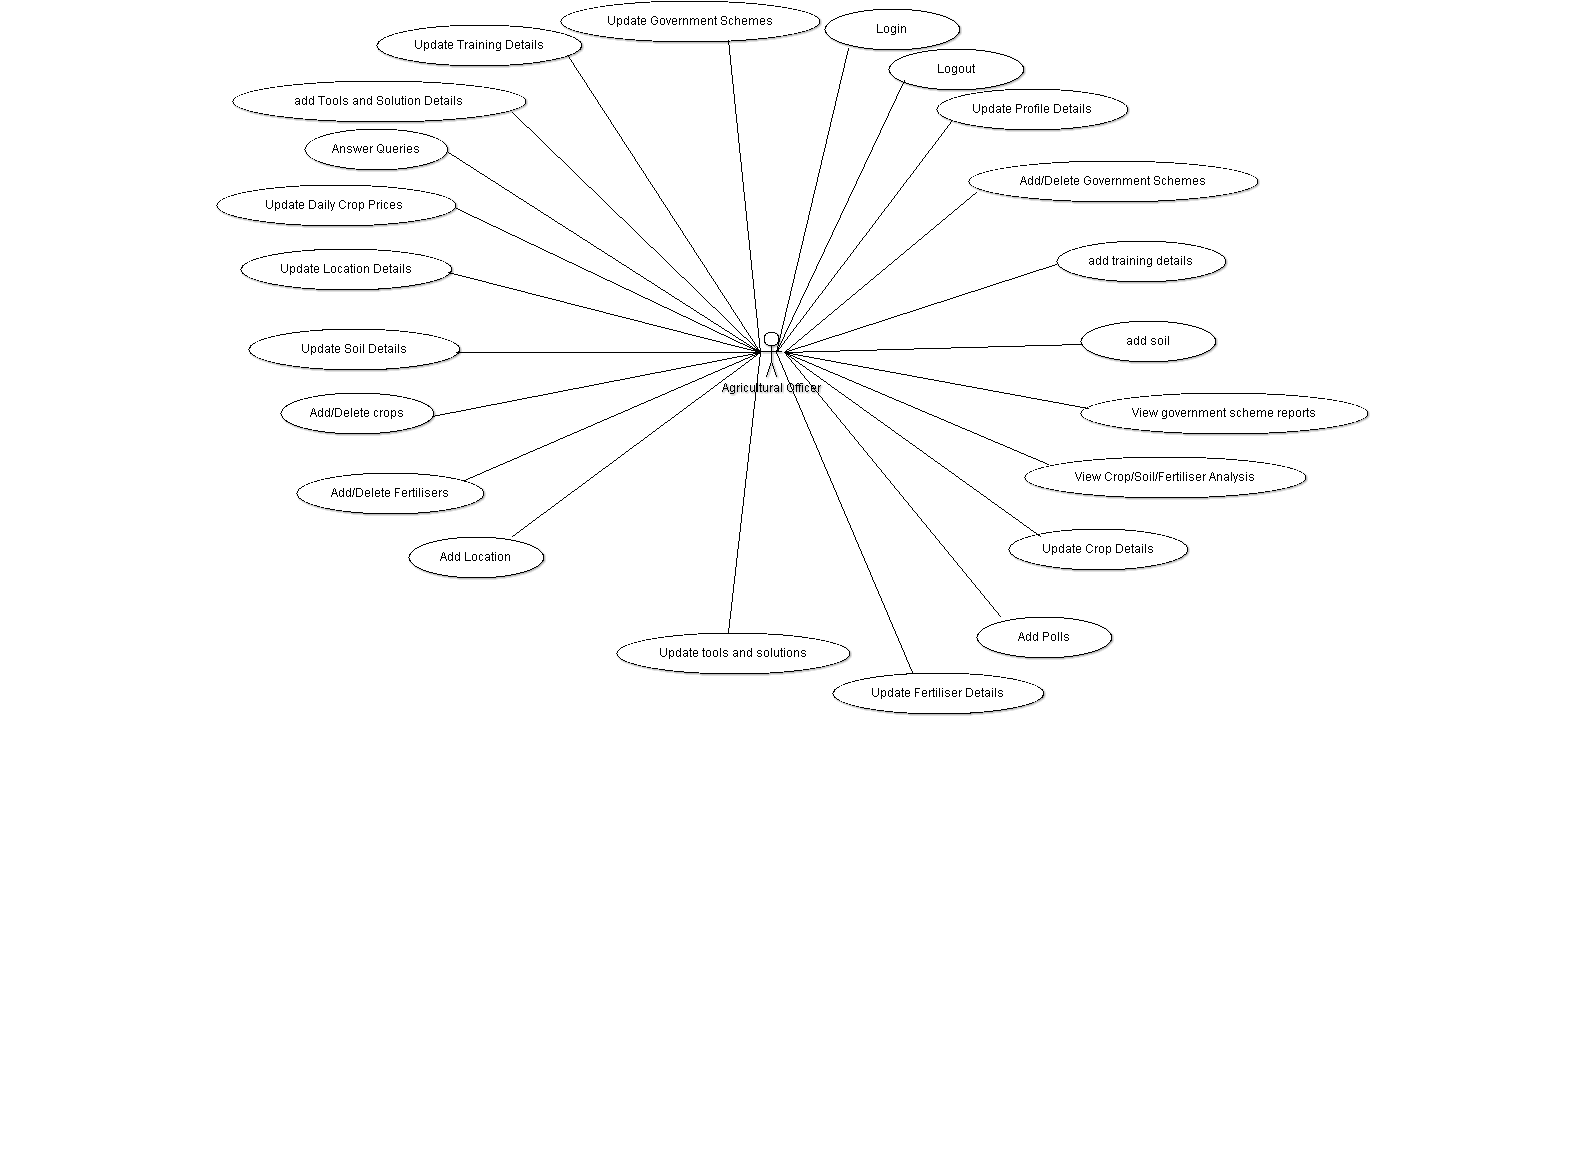 Update Government Schemes
Login
Update Training Details
Logout
add Tools and Solution Details
Update Profile Details
Answer Queries
Add/Delete Government Schemes
Update Daily Crop Prices
add training details
Update Location Details
add soil
Update Soil Details
Agricultural Officer
Add/Delete crops
View government scheme reports
View Crop/Soil/Fertiliser Analysis
Add/Delete Fertilisers
Update Crop Details
Add Location
Add Polls
Update tools and solutions
Update Fertiliser Details